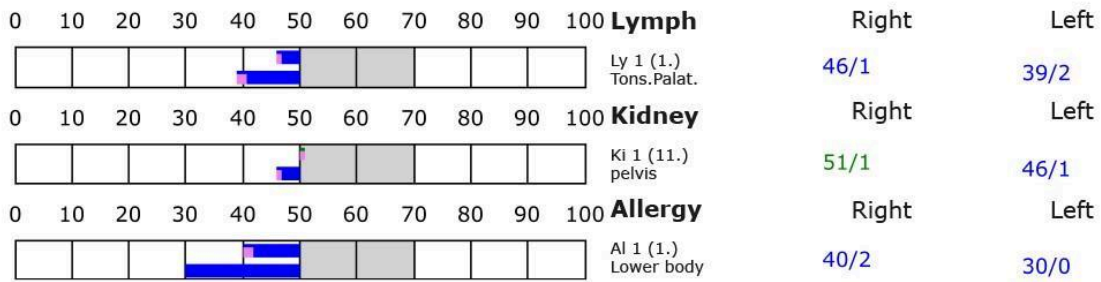 0 10 20 30 40 50 60 70 80 90 100 Lymph Right Left
Ly 1 (1.)
Tons.Palat.
46/1 39/2
0 10 20 30 40 50 60 70 80 90 100 Kidney Right Left
Ki 1 (11.)
pelvis
51/1 46/1
0 10 20 30 40 50 60 70 80 90 100 Allergy Right Left
Al 1 (1.)
Lower body
40/2 30/0